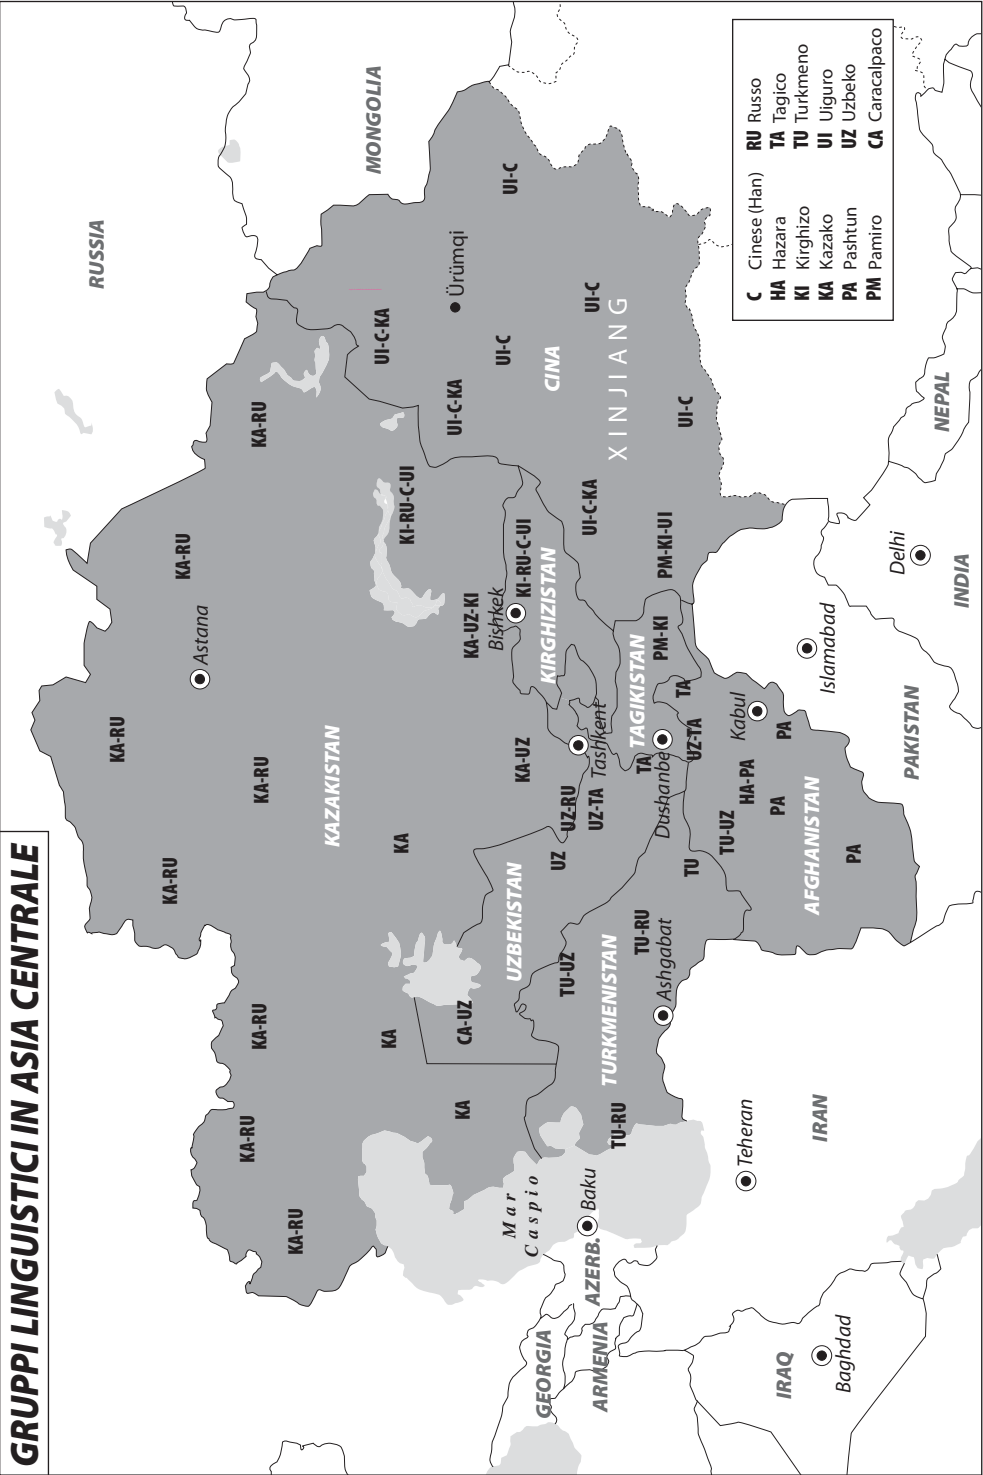 GRUPPI LINGUISTICI IN ASIA CENTRALE
RUSSIA
MONGOLIA
KA-RU
KA-RU
KA-RU
KA-RU
Astana
KA-RU
KA-RU
KA-RU
KA-RU
KA-RU
KAZAKISTAN
KA
KA
KA
UI-C-KA
KI-RU-C-UI
UI-C-KA
Ürümqi
UI-C
UI-C
UI-C
UI-C
CINA
XINJIANG
UI-C-KA
PM-KI-UI
KA-UZ-KI
Bishkek
KI-RU-C-UI
KIRGHIZISTAN
KA-UZ
CA-UZ
UZBEKISTAN
UZ
UZ-RU
UZ-TA
Tashkent
TAGIKISTAN
PM-KI
TA
TA
Dushanbe
UZ-TA
TU-UZ
TURKMENISTAN
TU-RU
TU-RU
Ashgabat
TU
TU-UZ
HA-PA
Kabul
PA
PA
PA
AFGHANISTAN
Mar
Caspio
Baku
GEORGIA
AZERB.
ARMENIA
Teheran
IRAN
IRAQ
Baghdad
Islamabad
PAKISTAN
Delhi
INDIA
NEPAL
C Cinese (Han)
HA Hazara
KI Kirghizo
KA Kazako
PA Pashtun
PM Pamiro
RU Russo
TA Tagico
TU Turkmeno
UI Uiguro
UZ Uzbeko
CA Caracalpaco